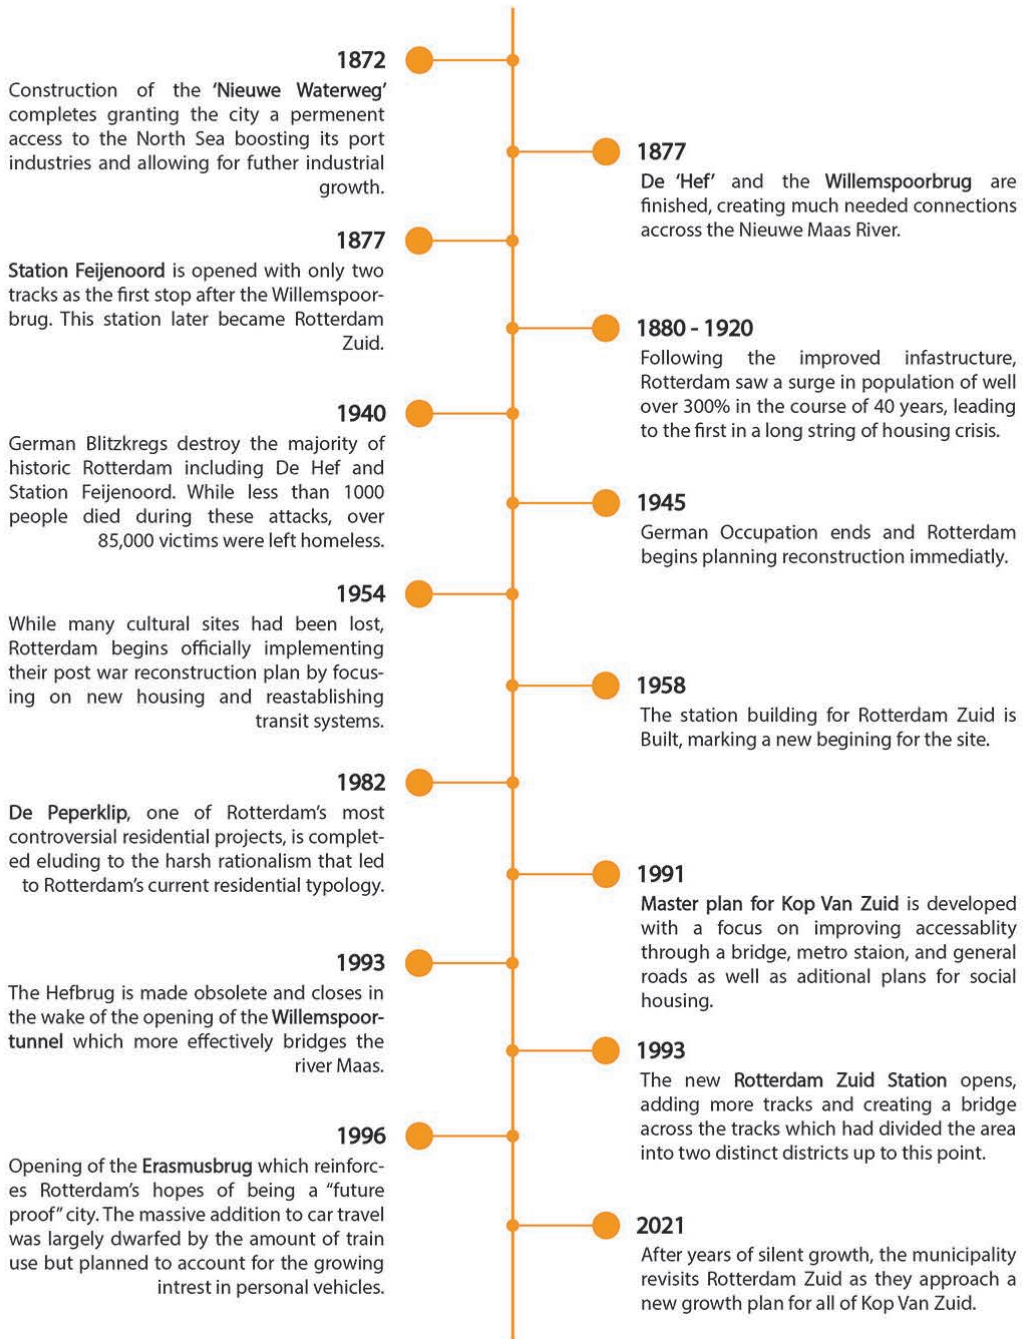 1872
Construction of the ‘Nieuwe Waterweg’
completes granting the city a permenent
access to the North Sea boosting its port
industries and allowing for futher industrial
growth.
1877
De ‘Hef’ and the Willemspoorbrug are
finished, creating much needed connections
accross the Nieuwe Maas River.
1877
Station Feijenoord is opened with only two
tracks as the first stop after the Willemspoor-
brug. This station later became Rotterdam
Zuid.
1880 - 1920
Following the improved infastructure,
Rotterdam saw a surge in population of well
over 300% in the course of 40 years, leading
to the first in a long string of housing crisis.
1940
German Blitzkregs destroy the majority of
historic Rotterdam including De Hef and
Station Feijenoord. While less than 1000
people died during these attacks, over
85,000 victims were left homeless.
1945
German Occupation ends and Rotterdam
begins planning reconstruction immediatly.
1954
While many cultural sites had been lost,
Rotterdam begins officially implementing
their post war reconstruction plan by focus-
ing on new housing and reastablishing
transit systems.
1958
The station building for Rotterdam Zuid is
Built, marking a new begining for the site.
1982
De Peperklip, one of Rotterdam’s most
controversial residential projects, is complet-
ed eluding to the harsh rationalism that led
to Rotterdam’s current residential typology.
1991
Master plan for Kop Van Zuid is developed
with a focus on improving accessablity
through a bridge, metro staion, and general
roads as well as aditional plans for social
housing.
1993
The Hefbrug is made obsolete and closes in
the wake of the opening of the Willemspoor-
tunnel which more effectively bridges the
river Maas.
1993
The new Rotterdam Zuid Station opens,
adding more tracks and creating a bridge
across the tracks which had divided the area
into two distinct districts up to this point.
1996
Opening of the Erasmusbrug which reinforc-
es Rotterdam’s hopes of being a “future
proof” city. The massive addition to car travel
was largely dwarfed by the amount of train
use but planned to account for the growing
intrest in personal vehicles.
2021
After years of silent growth, the municipality
revisits Rotterdam Zuid as they approach a
new growth plan for all of Kop Van Zuid.